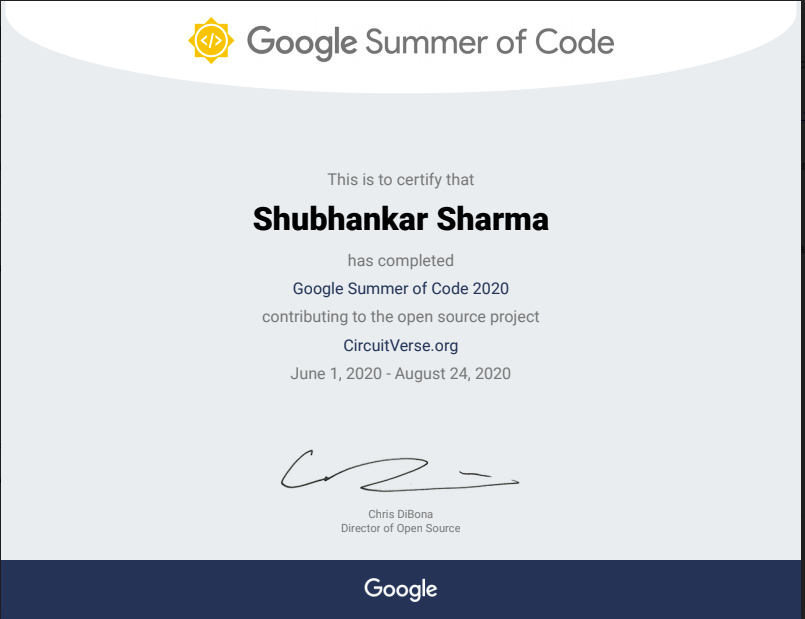 Google Summer of Code
This is to certify that
Shubhankar Sharma
has completed
Google Summer of Code 2020
contributing to the open source project
CircuitVerse.org
June 1, 2020 - August 24, 2020
Chris DiBona
Director of Open Source
Google